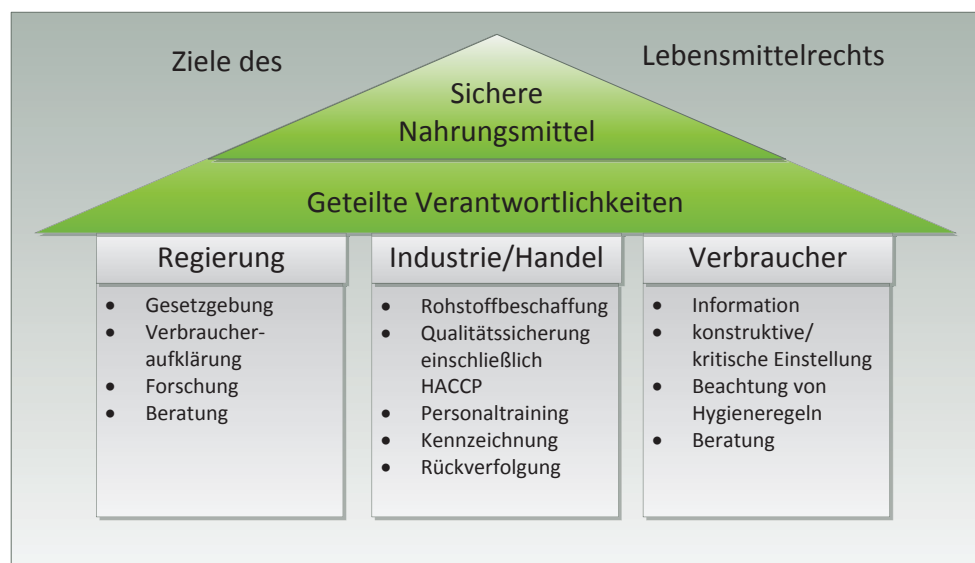 Ziele des
Lebensmittelrechts
Sichere
Nahrungsmittel
Geteilte Verantwortlichkeiten
Regierung
• Gesetzgebung
• Verbraucher-
aufklärung
• Forschung
• Beratung
Industrie/Handel
• Rohstoffbeschaffung
• Qualitätssicherung
einschließlich
HACCP
• Personaltraining
• Kennzeichnung
• Rückverfolgung
Verbraucher
• Information
• konstruktive/
kritische Einstellung
• Beachtung von
Hygieneregeln
• Beratung